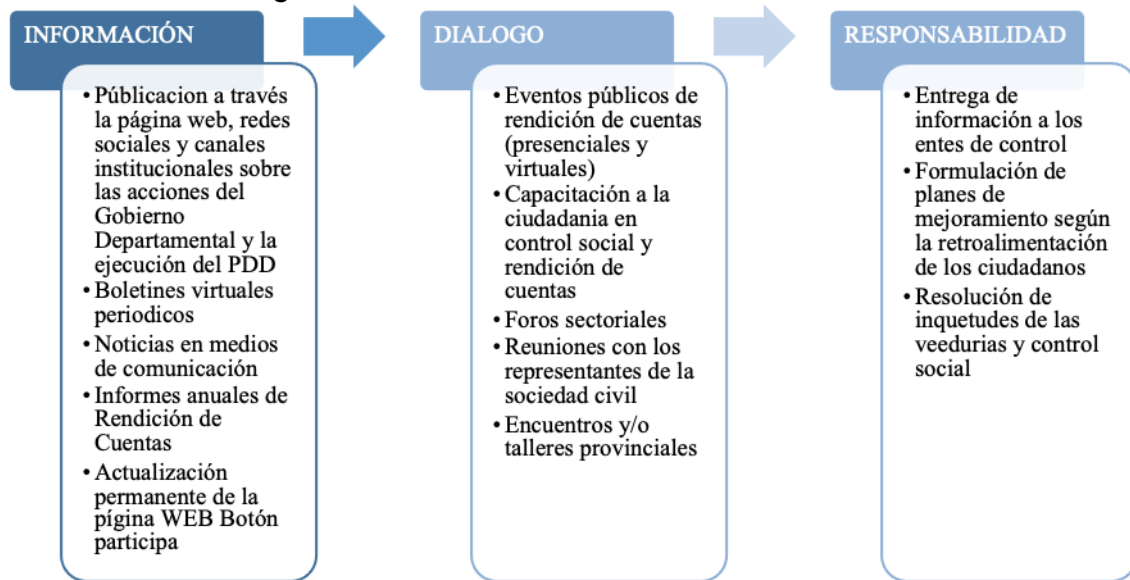 INFORMACIÓN
• Públicacion a través
la página web, redes
sociales y canales
institucionales sobre
las acciones del
Gobierno
Departamental y la
ejecución del PDD
• Boletines virtuales
periodicos
• Noticias en medios
de comunicación
• Informes anuales de
Rendición de
Cuentas
• Actualización
permanente de la
pígina WEB Botón
participa
DIALOGO
• Eventos públicos de
rendición de cuentas
(presenciales y
virtuales)
• Capacitación a la
ciudadania en
control social y
rendición de
cuentas
• Foros sectoriales
• Reuniones con los
representantes de la
sociedad civil
• Encuentros y/o
talleres provinciales
RESPONSABILIDAD
• Entrega de
información a los
entes de control
• Formulación de
planes de
mejoramiento según
la retroalimentación
de los ciudadanos
• Resolución de
inquetudes de las
veedurias y control
social